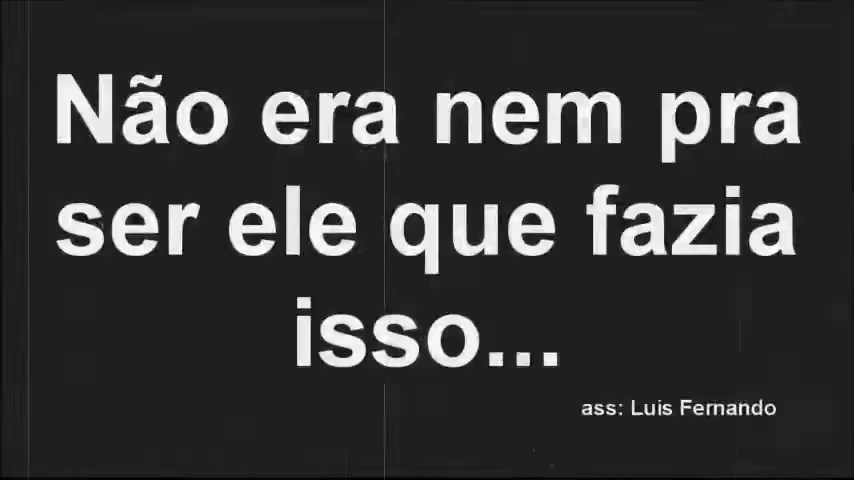 Não era nem pra
ser ele que fazia
isso...
ass: Luis Fernando